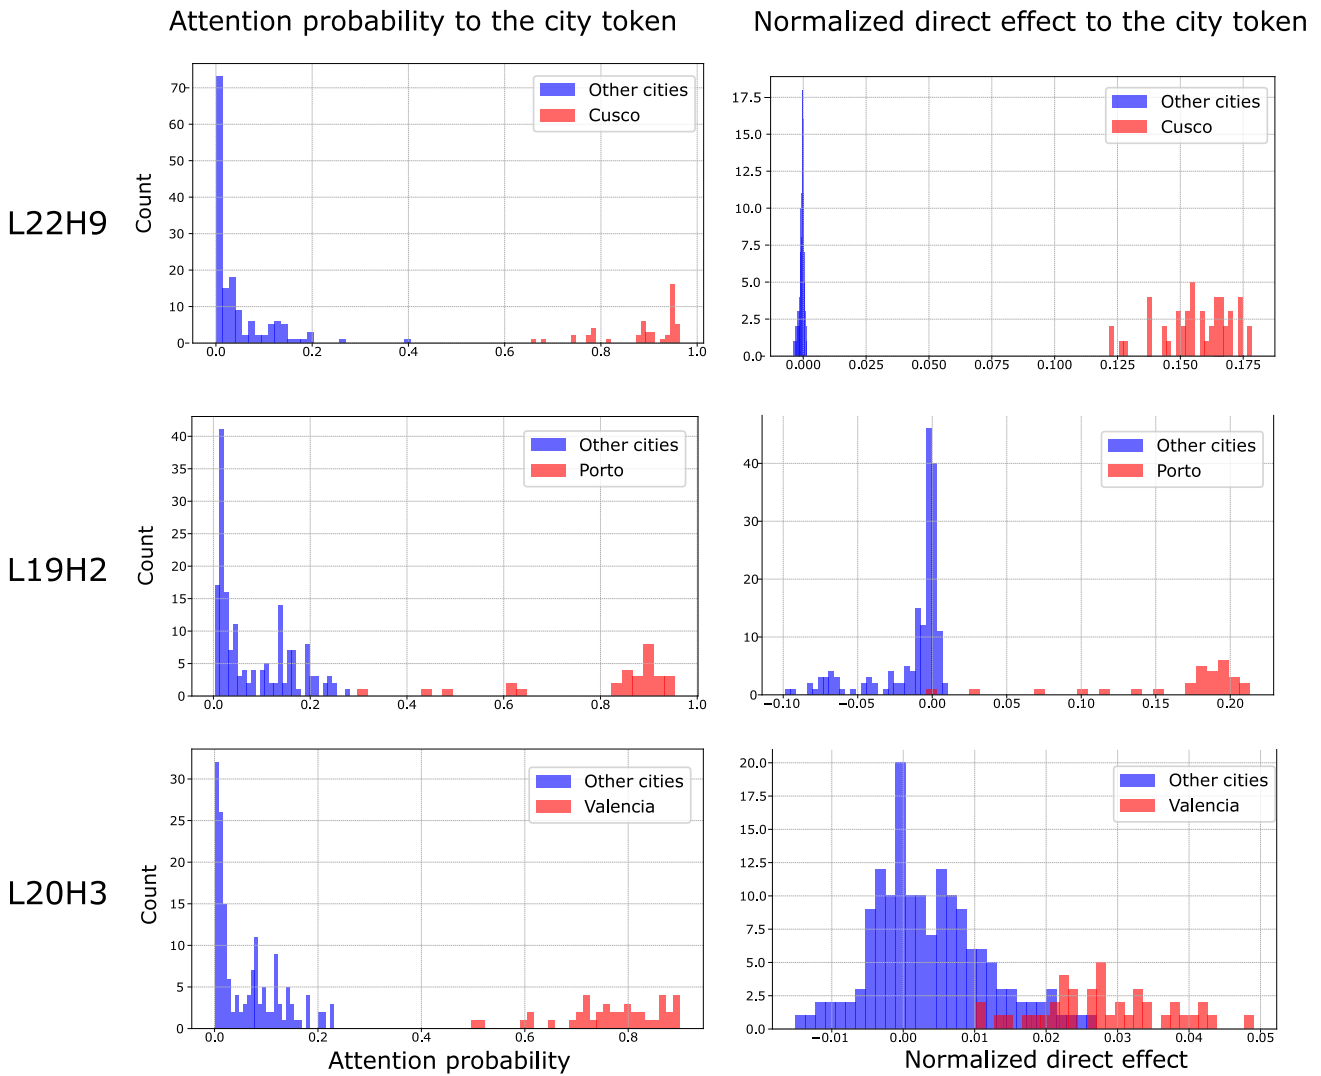 Attention probability to the city token
Normalized direct effect to the city token
L22H9
Count
70
60
50
40
30
20
10
0
0.0 0.2 0.4 0.6 0.8 1.0
Other cities
Cusco
17.5
15.0
12.5
10.0
7.5
5.0
2.5
0.0
0.000 0.025 0.050 0.075 0.100 0.125 0.150 0.175
Other cities
Cusco
L19H2
Count
40
35
30
25
20
15
10
5
0
0.0 0.2 0.4 0.6 0.8 1.0
Other cities
Porto
40
30
20
10
0
−0.10 −0.05 0.00 0.05 0.10 0.15 0.20
Other cities
Porto
L20H3
Count
30
25
20
15
10
5
0
0.0 0.2 0.4 0.6 0.8
Other cities
Valencia
Attention probability
20.0
17.5
15.0
12.5
10.0
7.5
5.0
2.5
0.0
−0.01 0.00 0.01 0.02 0.03 0.04 0.05
Other cities
Valencia
Normalized direct effect